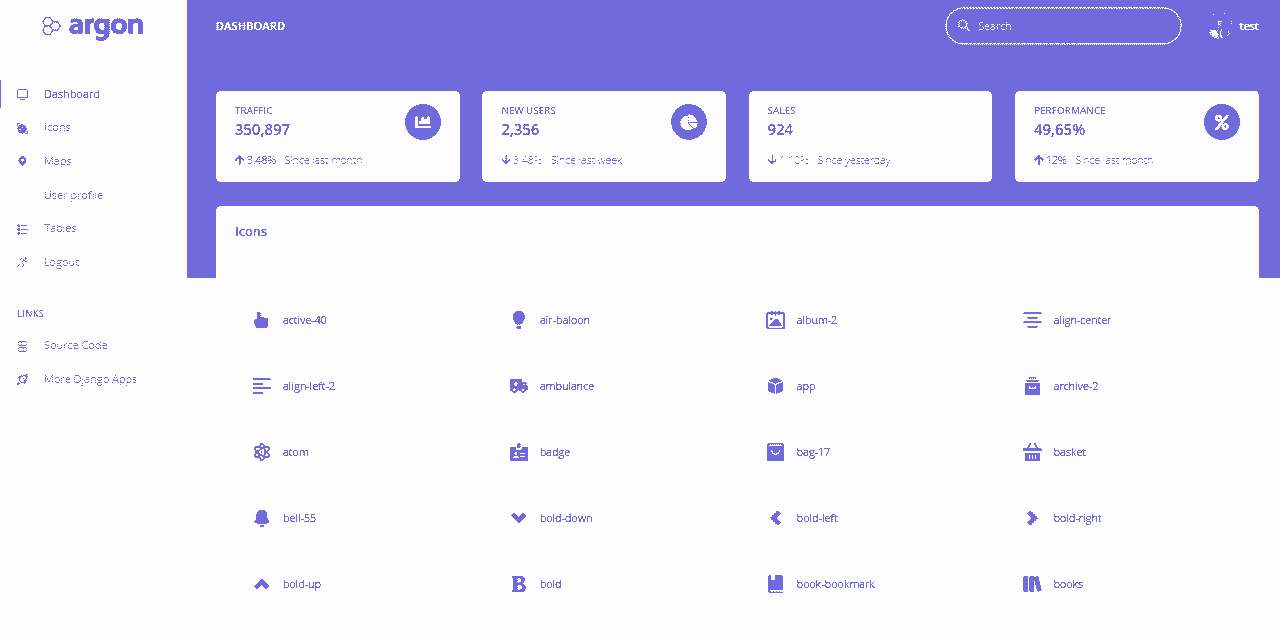 argon
DASHBOARD
Search
test
Dashboard
Icons
Maps
User profile
Tables
Logout
LINKS
Source Code
More Django Apps
TRAFFIC
350,897
3.48% Since last month
NEW USERS
2,356
3.48% Since last week
SALES
924
1.10% Since yesterday
PERFORMANCE
49,65%
12% Since last month
Icons
active-40
air-baloon
album-2
align-center
align-left-2
ambulance
app
archive-2
atom
badge
bag-17
basket
bell-55
bold-down
bold-left
bold-right
bold-up
bold
book-bookmark
books